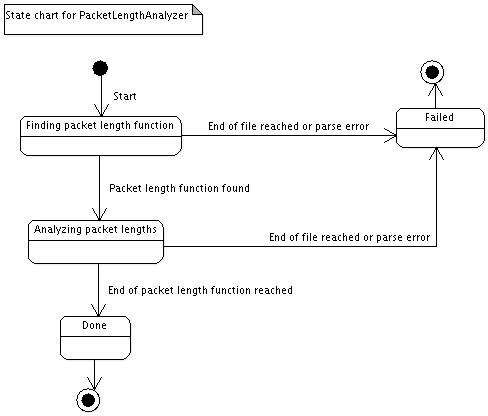 State chart for PacketLengthAnalyzer
Start
Finding packet length function
End of file reached or parse error
Failed
Packet length function found
Analyzing packet lengths
End of file reached or parse error
End of packet length function reached
Done